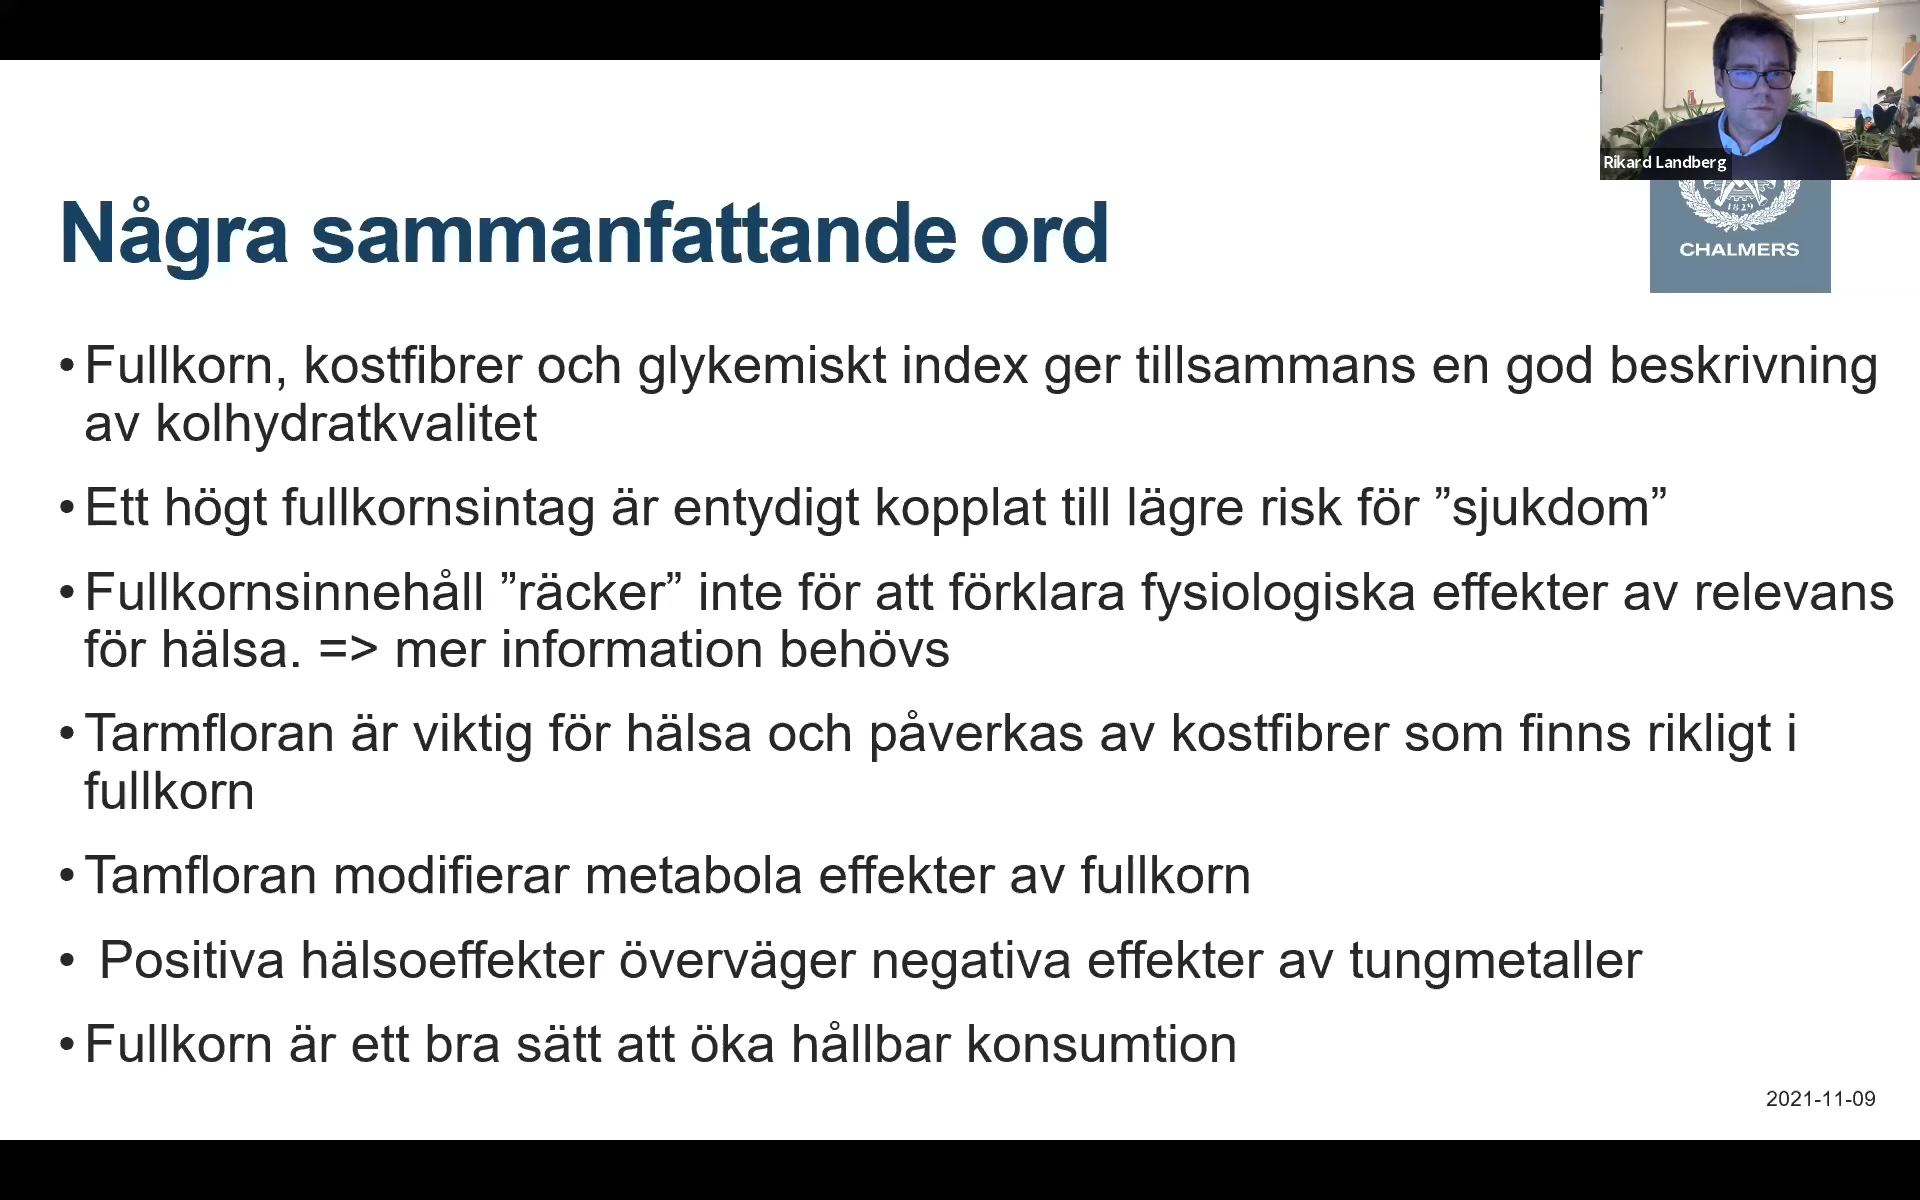 Rikard Landberg
1829
CHALMERS
Några sammanfattande ord
• Fullkorn, kostfibrer och glykemiskt index ger tillsammans en god beskrivning
av kolhydratkvalitet
• Ett högt fullkornsintag är entydigt kopplat till lägre risk för ”sjukdom”
• Fullkornsinnehåll ”räcker” inte för att förklara fysiologiska effekter av relevans
för hälsa. => mer information behövs
• Tarmfloran är viktig för hälsa och påverkas av kostfibrer som finns rikligt i
fullkorn
• Tamfloran modifierar metabola effekter av fullkorn
• Positiva hälsoeffekter överväger negativa effekter av tungmetaller
• Fullkorn är ett bra sätt att öka hållbar konsumtion
2021-11-09